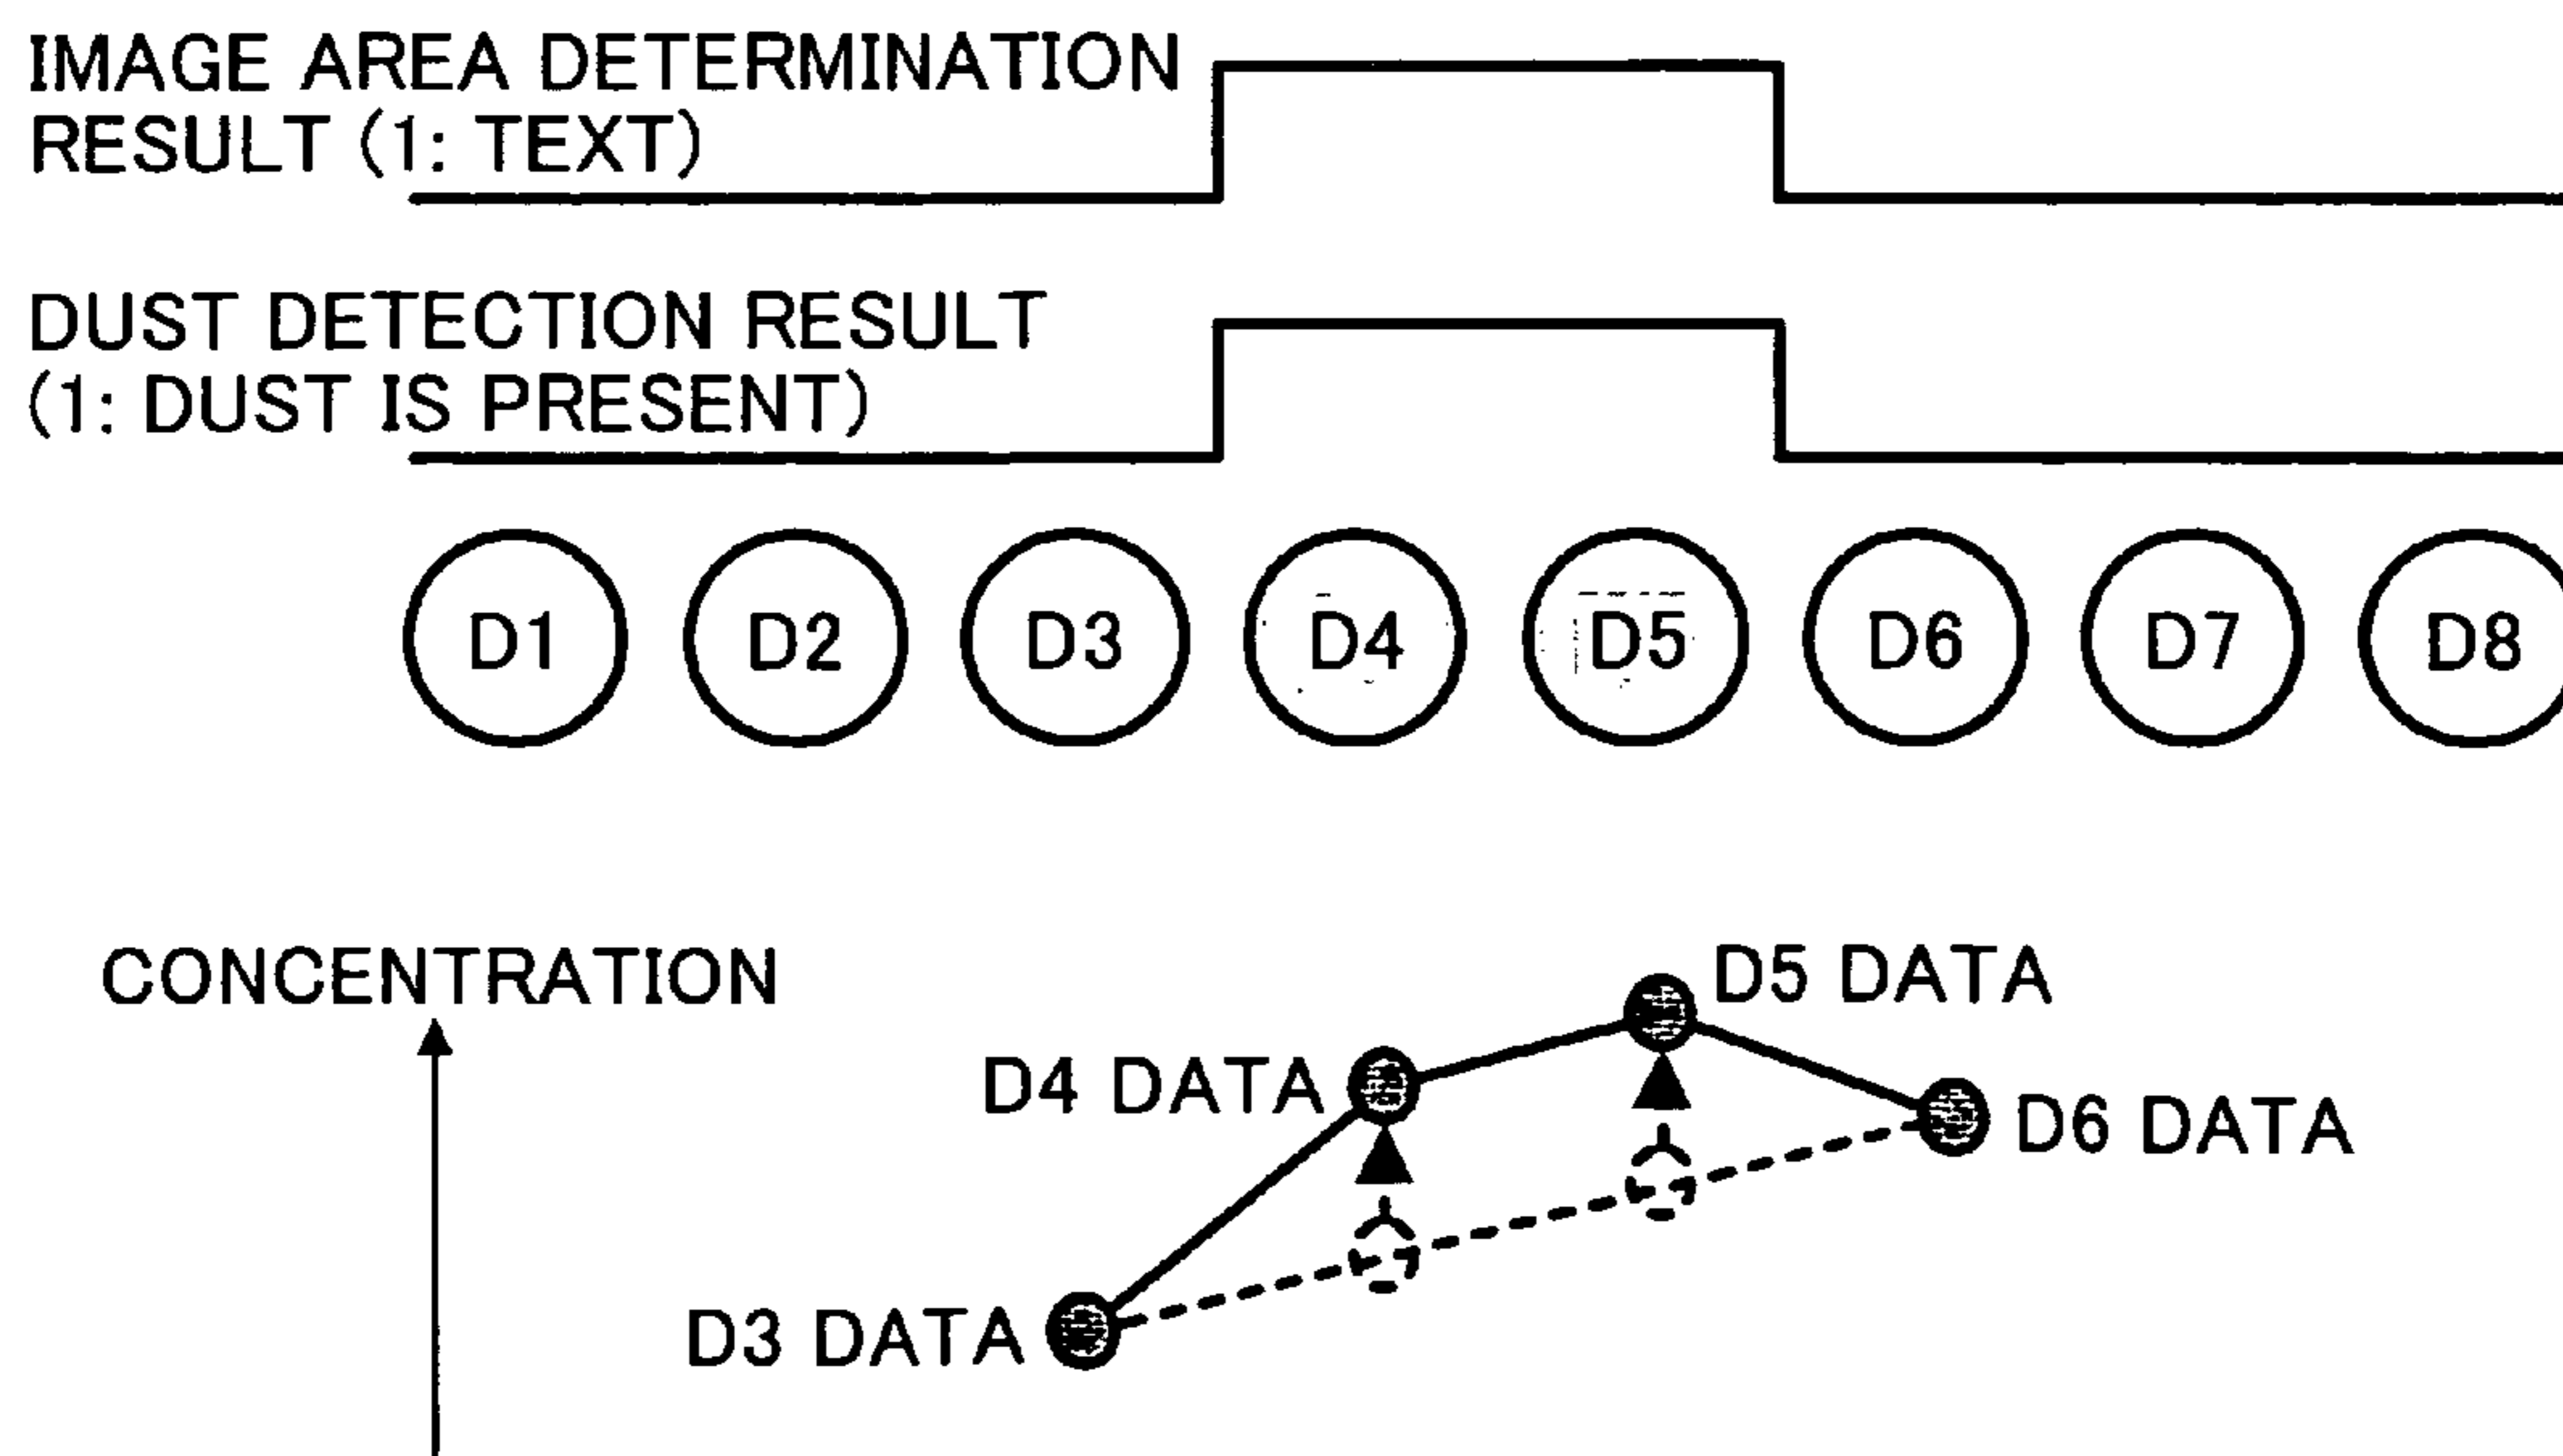 IMAGE AREA DETERMINATION
RESULT (1: TEXT)
DUST DETECTION RESULT
(1: DUST IS PRESENT)
D1 D2 D3 D4 D5 D6 D7 D8
CONCENTRATION
D5 DATA
D4 DATA
D6 DATA
D3 DATA